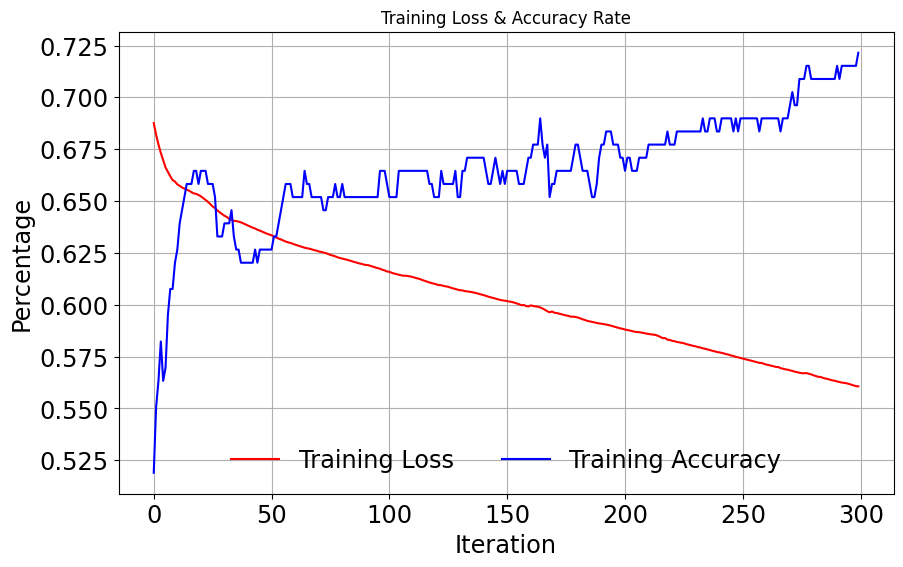 Training Loss & Accuracy Rate
0.725
0.700
0.675
0.650
0.625
0.600
0.575
0.550
0.525
Percentage
Training Loss Training Accuracy
0 50 100 150 200 250 300
Iteration